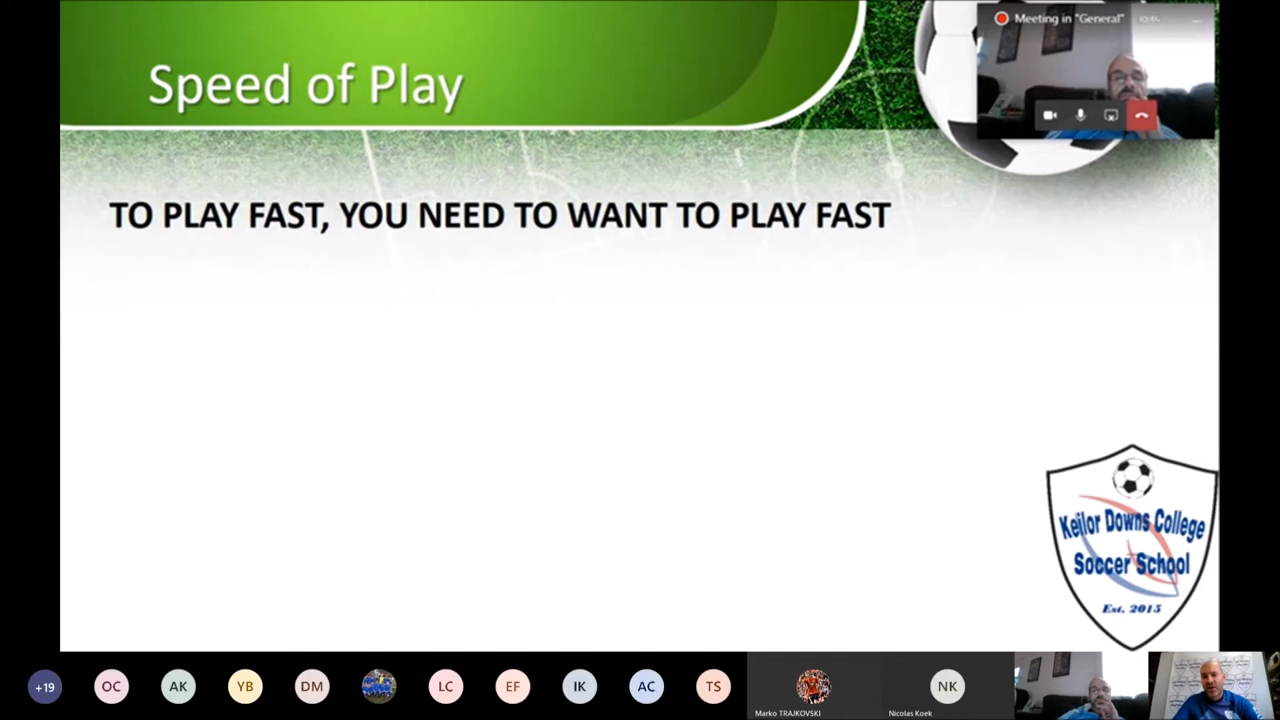 Speed of Play
Meeting in "General"
TO PLAY FAST, YOU NEED TO WANT TO PLAY FAST
Keilor Downs College
Soccer School
Est. 2015
+19
OC
AK
YB
DM
LC
EF
IK
AC
TS
NK
Marko TRAJKOVSKI
Nicolas Koek